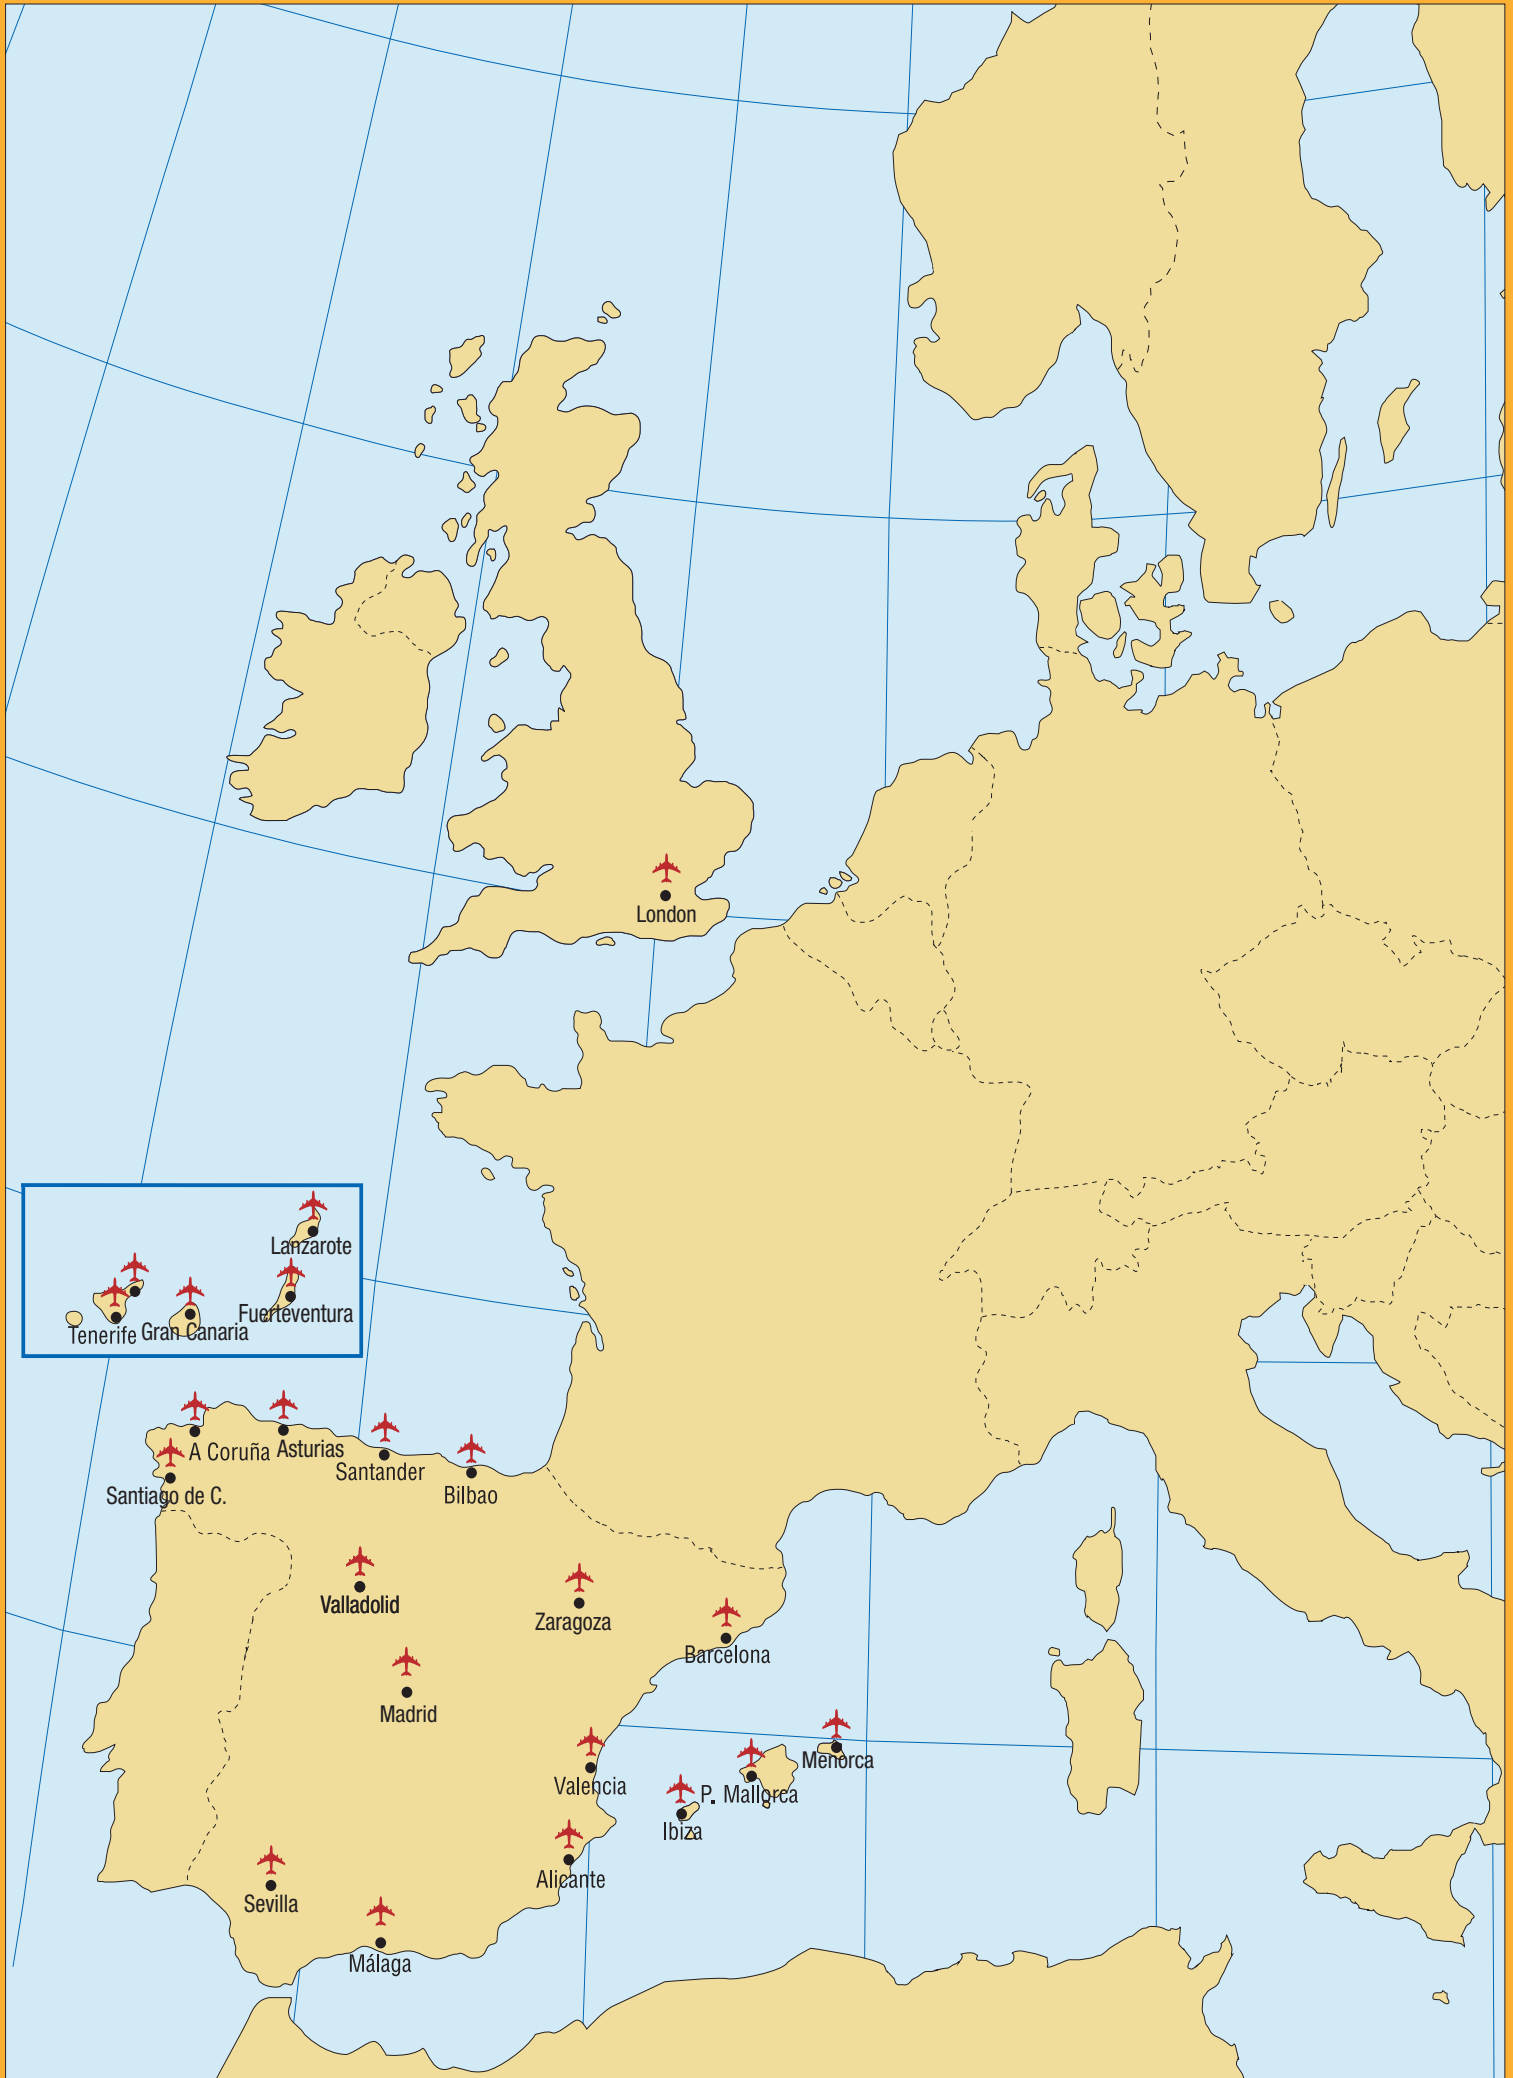 London
Lanzarote
Fuerteventura
Tenerife
Gran Canaria
A Coruña
Asturias
Santander
Santiago de C.
Bilbao
Valladolid
Zaragoza
Barcelona
Madrid
Menorca
Valencia
P. Mallorca
Ibiza
Alicante
Sevilla
Málaga